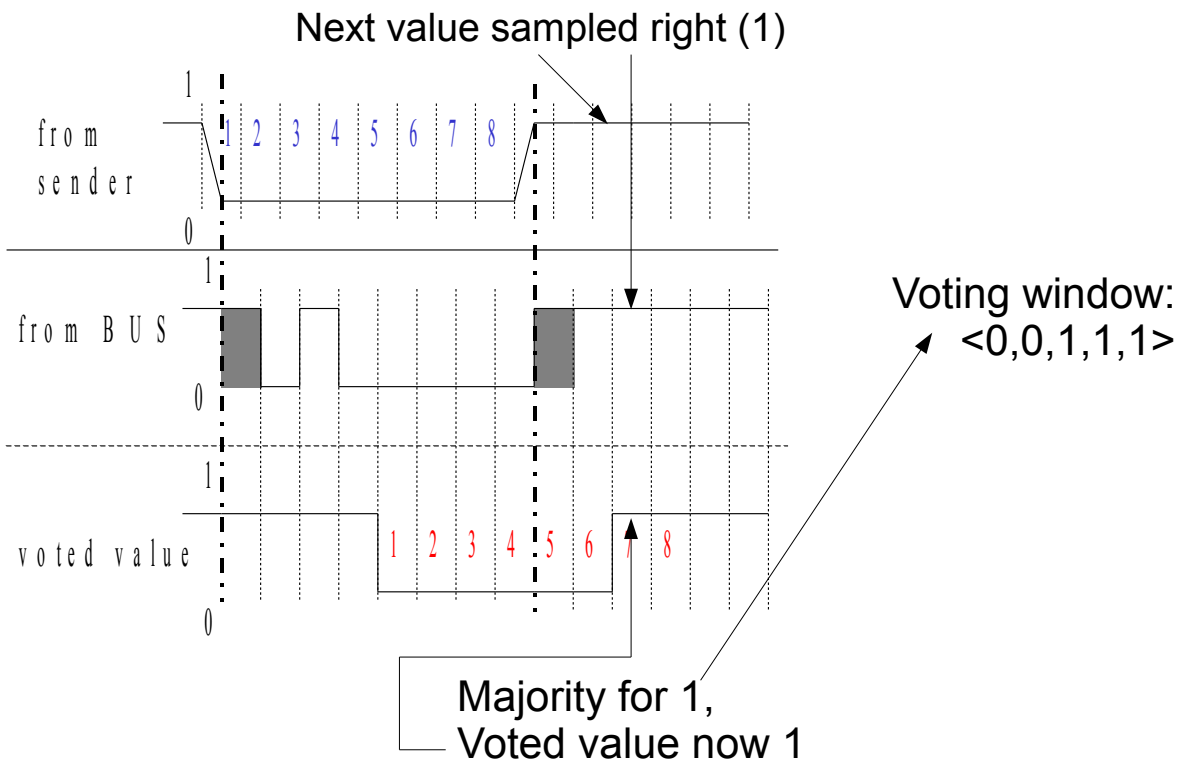 Next value sampled right (1)
1
from
sender
1 2 3 4 5 6 7 8
0
1
from BUS
0
Voting window:
<0,0,1,1,1>
1
voted value
1 2 3 4 5 6 7 8
0
Majority for 1,
Voted value now 1